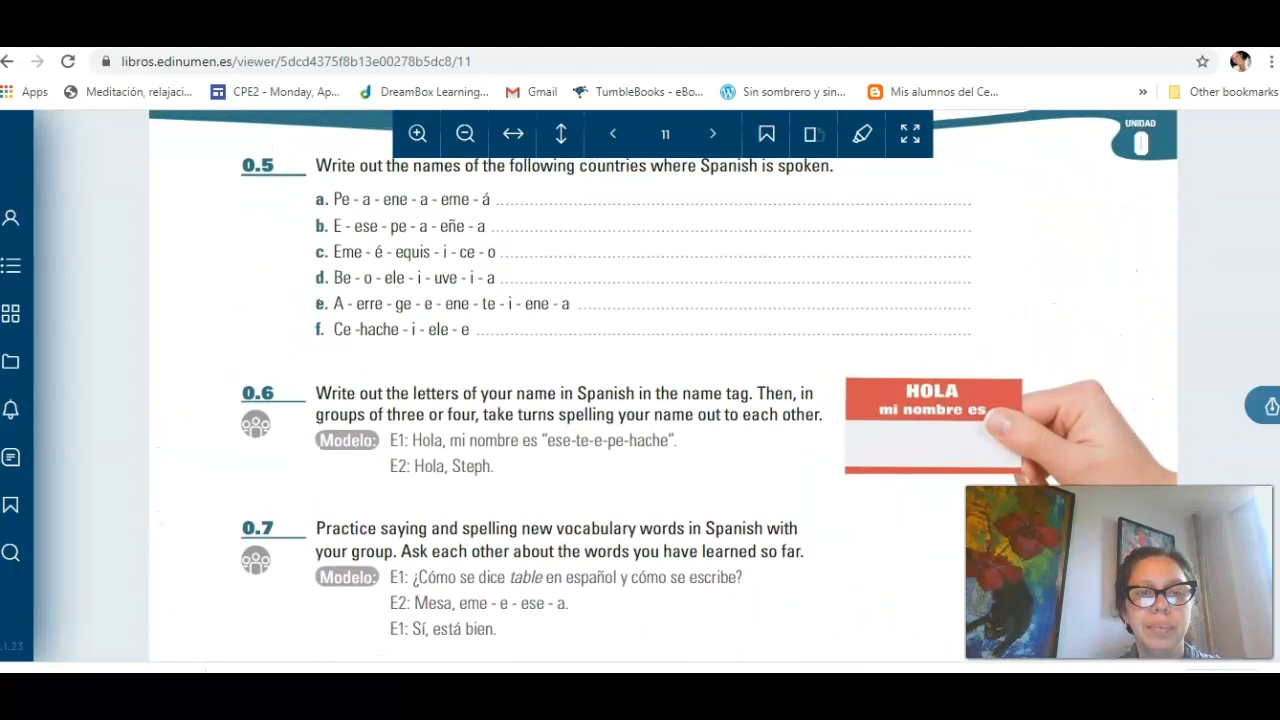 libros.edinumen.es/viewer/5dcd4375f8b13e00278b5dc8/11
Apps Meditación, relajaci... CPE2 - Monday, Ap... DreamBox Learning... Gmail TumbleBooks - eBo... Sin sombrero y sin... Mis alumnos del Ce... » Other bookmarks
11
UNIDAD
0.5 Write out the names of the following countries where Spanish is spoken.
a. Pe - a - ene - a - eme - á
b. E - ese - pe - a - eñe - a
c. Eme - é - equis - i - ce - o
d. Be - o - ele - i - uve - i - a
e. A - erre - ge - e - ene - te - i - ene - a
f. Ce -hache - i - ele - e
0.6 Write out the letters of your name in Spanish in the name tag. Then, in
groups of three or four, take turns spelling your name out to each other.
Modelo: E1: Hola, mi nombre es “ese-te-e-pe-hache”.
E2: Hola, Steph.
HOLA
mi nombre es
0.7 Practice saying and spelling new vocabulary words in Spanish with
your group. Ask each other about the words you have learned so far.
Modelo: E1: ¿Cómo se dice table en español y cómo se escribe?
E2: Mesa, eme - e - ese - a.
E1: Sí, está bien.
.1.23